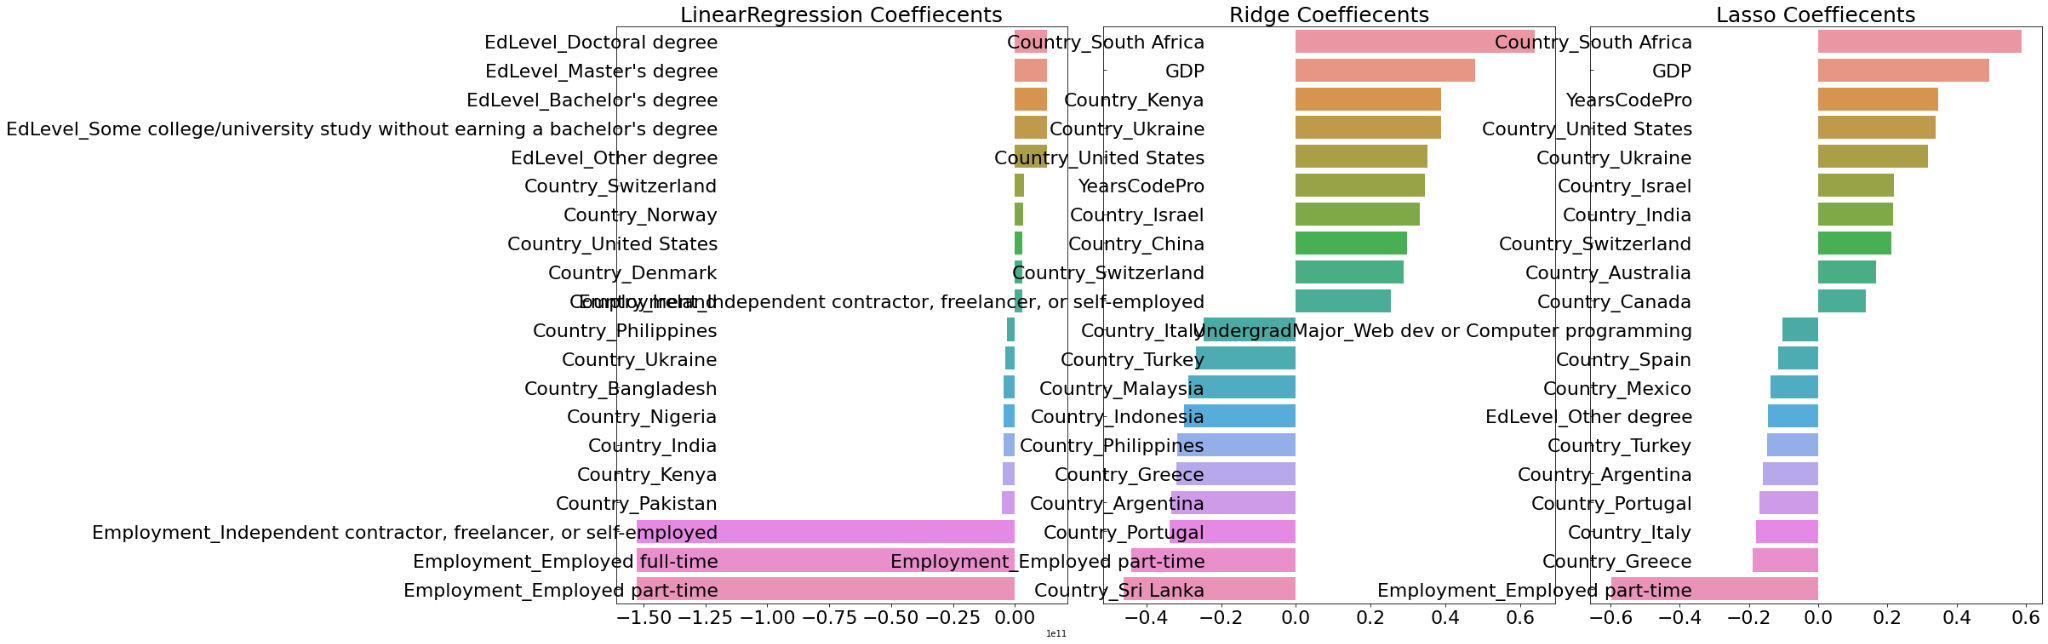 LinearRegression Coeffiecents
EdLevel_Doctoral degree
EdLevel_Master's degree
EdLevel_Bachelor's degree
EdLevel_Some college/university study without earning a bachelor's degree
EdLevel_Other degree
Country_Switzerland
Country_Norway
Country_United States
Country_Denmark
Country_Ireland
Country_Philippines
Country_Ukraine
Country_Bangladesh
Country_Nigeria
Country_India
Country_Kenya
Country_Pakistan
Employment_Independent contractor, freelancer, or self-employed
Employment_Employed full-time
Employment_Employed part-time
−1.50 −1.25 −1.00 −0.75 −0.50 −0.25 0.00
1e11
Ridge Coeffiecents
Country_South Africa
GDP
Country_Kenya
Country_Ukraine
Country_United States
YearsCodePro
Country_Israel
Country_China
Country_Switzerland
Employment_Independent contractor, freelancer, or self-employed
Country_Italy
Country_Turkey
Country_Malaysia
Country_Indonesia
Country_Philippines
Country_Greece
Country_Argentina
Country_Portugal
Employment_Employed part-time
Country_Sri Lanka
−0.4 −0.2 0.0 0.2 0.4 0.6
Lasso Coeffiecents
Country_South Africa
GDP
YearsCodePro
Country_United States
Country_Ukraine
Country_Israel
Country_India
Country_Switzerland
Country_Australia
Country_Canada
UndergradMajor_Web dev or Computer programming
Country_Spain
Country_Mexico
EdLevel_Other degree
Country_Turkey
Country_Argentina
Country_Portugal
Country_Italy
Country_Greece
Employment_Employed part-time
−0.6 −0.4 −0.2 0.0 0.2 0.4 0.6